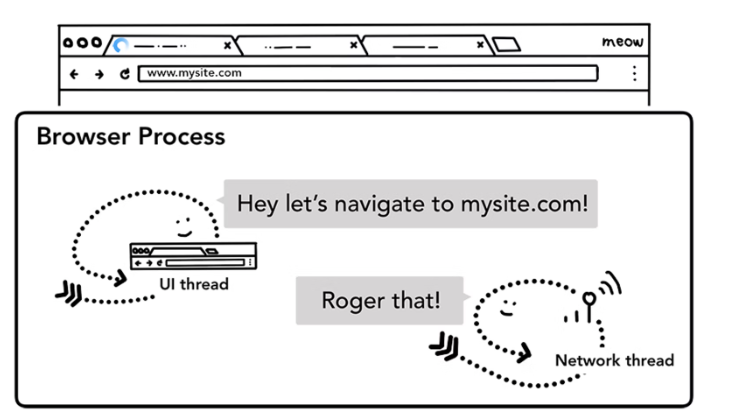 meow
www.mysite.com
Browser Process
Hey let's navigate to mysite.com!
UI thread
Roger that!
Network thread